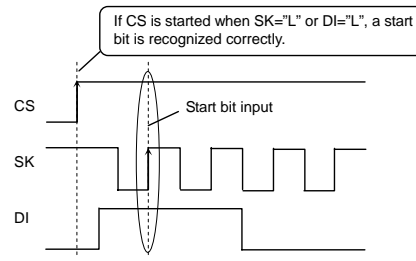 If CS is started when SK=”L” or DI=”L”, a start
bit is recognized correctly.
CS
Start bit input
SK
DI